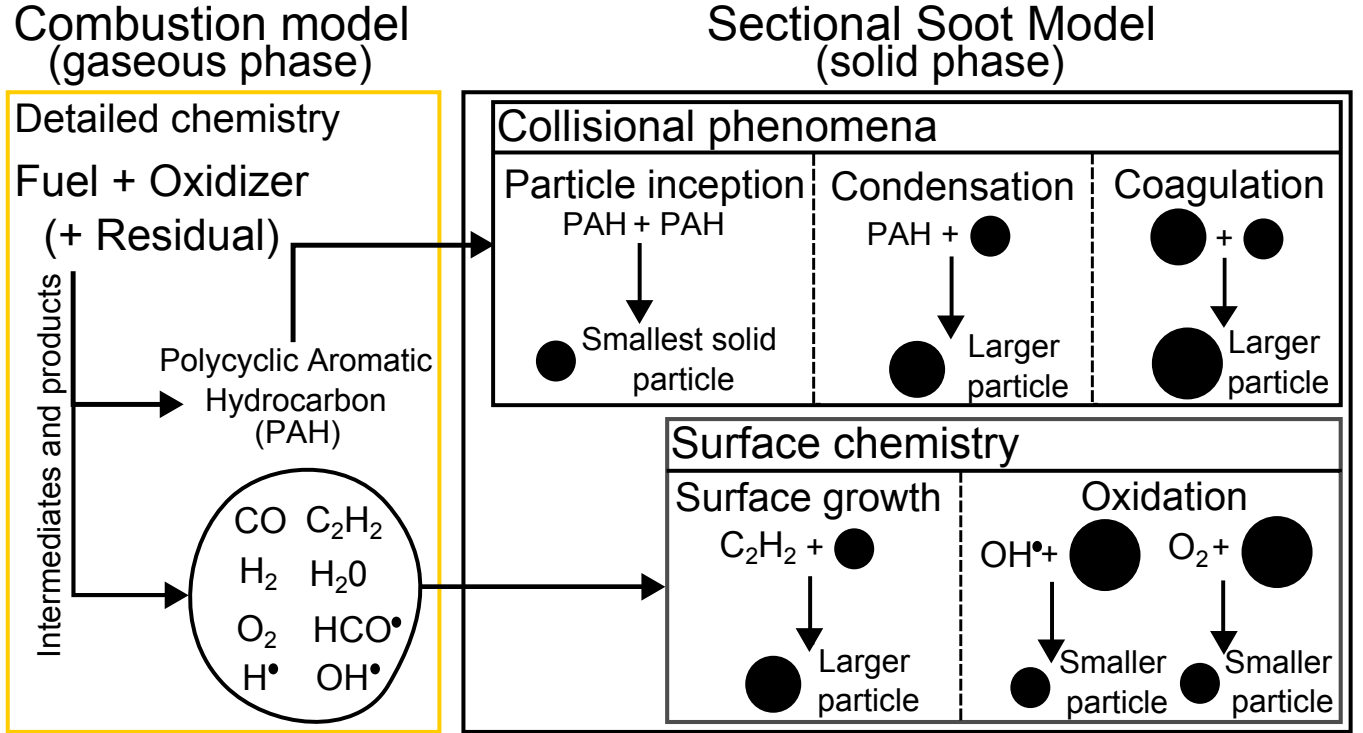 Combustion model
(gaseous phase)
Detailed chemistry
Fuel + Oxidizer
(+ Residual)
Intermediates and products
Polycyclic Aromatic
Hydrocarbon
(PAH)
CO C₂H₂
H₂ H₂0
O₂ HCO•
H• OH•
Sectional Soot Model
(solid phase)
Collisional phenomena
Particle inception
PAH + PAH
Smallest solid
particle
Condensation
PAH +
Larger
particle
Coagulation
+
Larger
particle
Surface chemistry
Surface growth
C₂H₂ +
Larger
particle
Oxidation
OH•+
Smaller
particle
O₂+
Smaller
particle